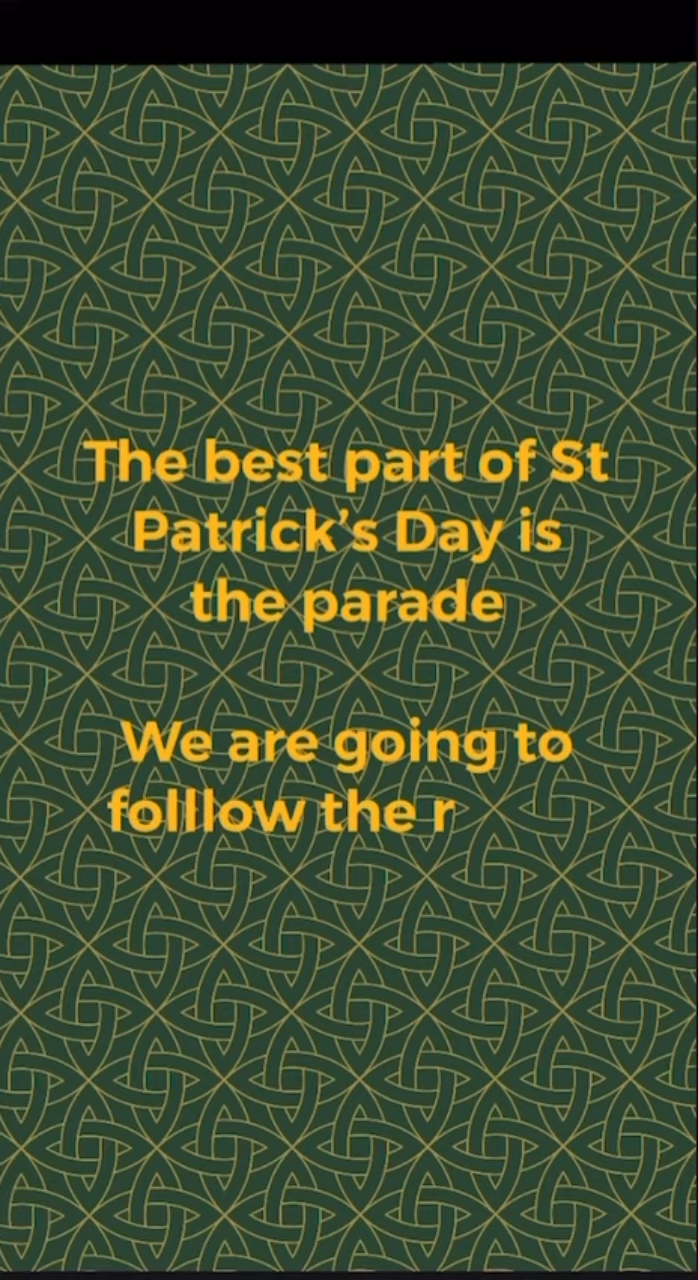 The best part of St
Patrick’s Day is
the parade
We are going to
folllow the r